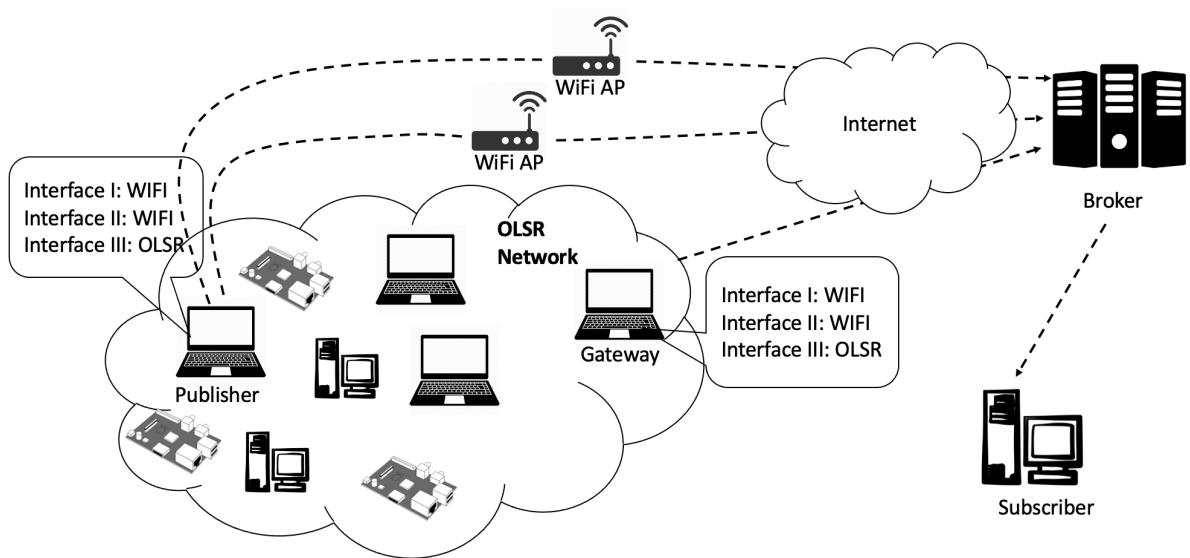 WiFi AP
WiFi AP
Internet
Interface I: WIFI
Interface II: WIFI
Interface III: OLSR
Broker
OLSR
Network
Interface I: WIFI
Interface II: WIFI
Interface III: OLSR
Gateway
Publisher
Subscriber